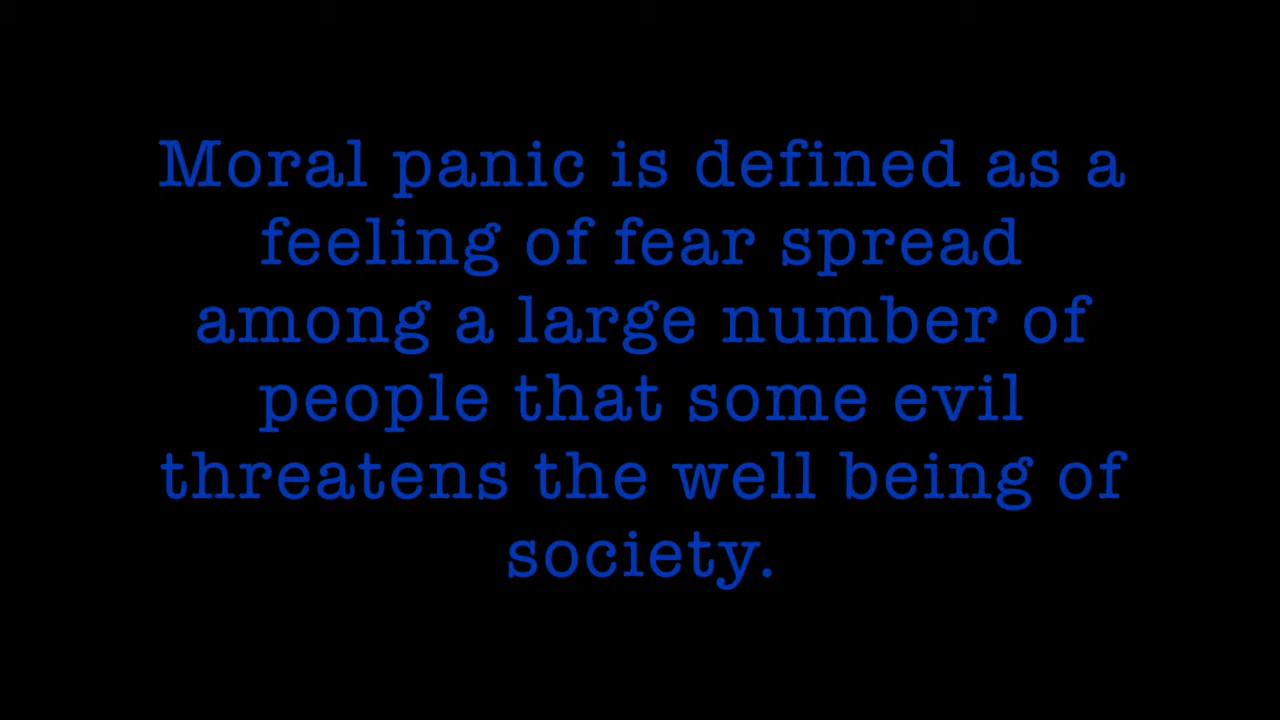 Moral panic is defined as a
feeling of fear spread
among a large number of
people that some evil
threatens the well being of
society.